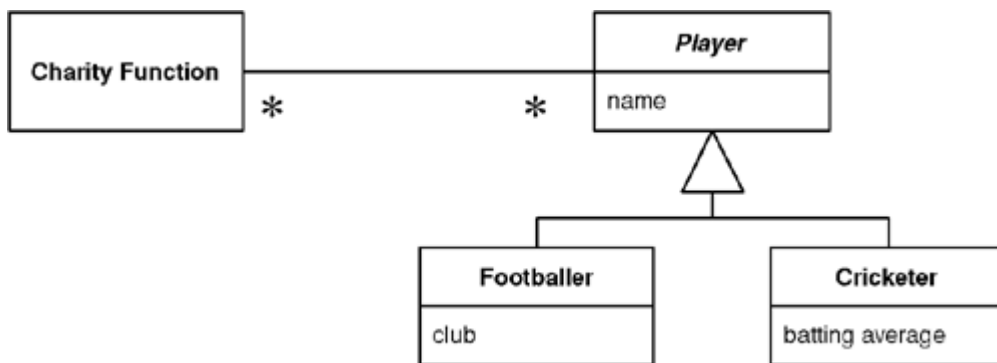 Player
Charity Function
* *
name
Footballer Cricketer
club batting average